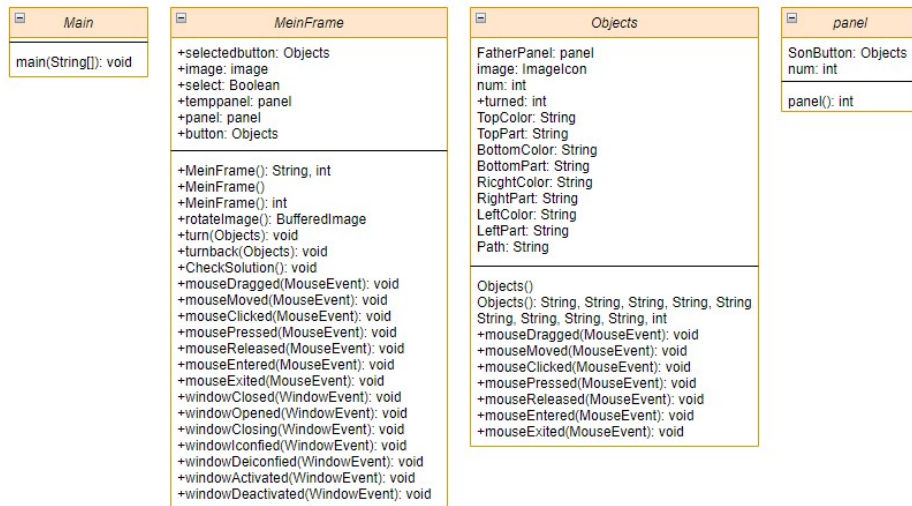 Main
main(String[]): void
MeinFrame
+selectedbutton: Objects
+image: image
+select: Boolean
+temppanel: panel
+panel: panel
+button: Objects
+MeinFrame(): String, int
+MeinFrame()
+MeinFrame(): int
+rotateImage(): BufferedImage
+turn(Objects): void
+turnback(Objects): void
+CheckSolution(): void
+mouseDragged(MouseEvent): void
+mouseMoved(MouseEvent): void
+mouseClicked(MouseEvent): void
+mousePressed(MouseEvent): void
+mouseReleased(MouseEvent): void
+mouseEntered(MouseEvent): void
+mouseExited(MouseEvent): void
+windowClosed(WindowEvent): void
+windowOpened(WindowEvent): void
+windowClosing(WindowEvent): void
+windowIconfied(WindowEvent): void
+windowDeiconfied(WindowEvent): void
+windowActivated(WindowEvent): void
+windowDeactivated(WindowEvent): void
Objects
FatherPanel: panel
image: ImageIcon
num: int
+turned: int
TopColor: String
TopPart: String
BottomColor: String
BottomPart: String
RicghtColor: String
RightPart: String
LeftColor: String
LeftPart: String
Path: String
Objects()
Objects(): String, String, String, String, String
String, String, String, String, int
+mouseDragged(MouseEvent): void
+mouseMoved(MouseEvent): void
+mouseClicked(MouseEvent): void
+mousePressed(MouseEvent): void
+mouseReleased(MouseEvent): void
+mouseEntered(MouseEvent): void
+mouseExited(MouseEvent): void
panel
SonButton: Objects
num: int
panel(): int